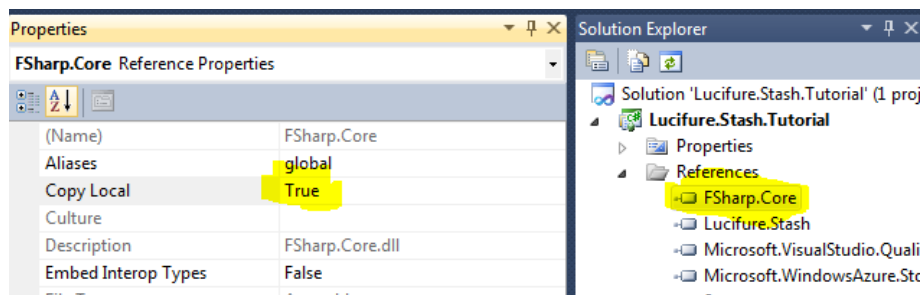 Properties
FSharp.Core Reference Properties
(Name) FSharp.Core
Aliases global
Copy Local True
Culture
Description FSharp.Core.dll
Embed Interop Types False
Solution Explorer
Solution 'Lucifure.Stash.Tutorial' (1 proj
Lucifure.Stash.Tutorial
Properties
References
FSharp.Core
Lucifure.Stash
Microsoft.VisualStudio.Quali
Microsoft.WindowsAzure.Sto